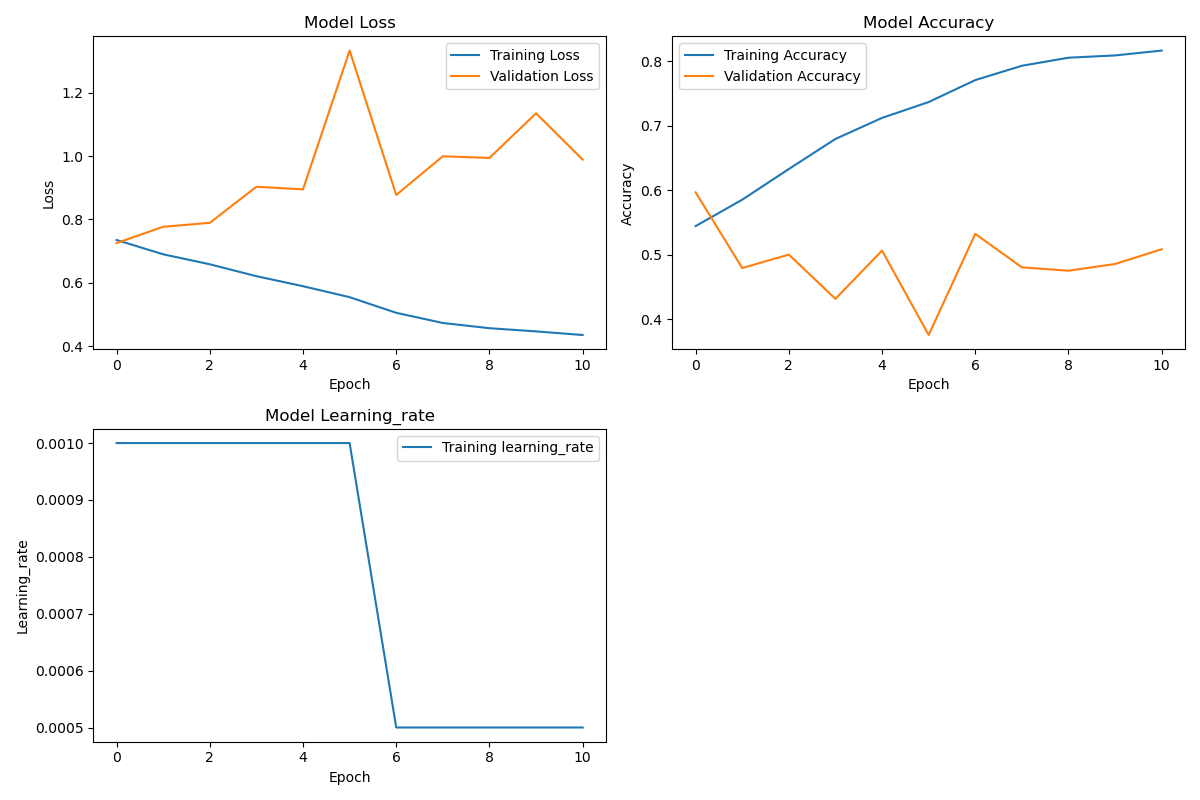 Model Loss
Training Loss
Validation Loss
1.2
1.0
0.8
0.6
0.4
Loss
0 2 4 6 8 10
Epoch
Model Accuracy
Training Accuracy
Validation Accuracy
0.8
0.7
0.6
0.5
0.4
Accuracy
0 2 4 6 8 10
Epoch
Model Learning_rate
Training learning_rate
0.0010
0.0009
0.0008
0.0007
0.0006
0.0005
Learning_rate
0 2 4 6 8 10
Epoch